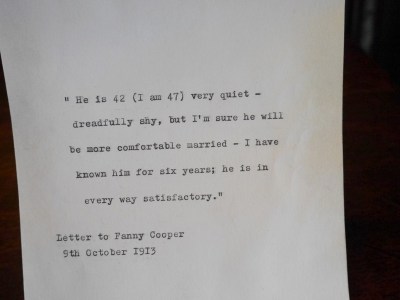 " He is 42 (I am 47) very quiet -
dreadfully shy, but I'm sure he will
be more comfortable married - I have
known him for six years; he is in
every way satisfactory."
Letter to Fanny Cooper
9th October 1913